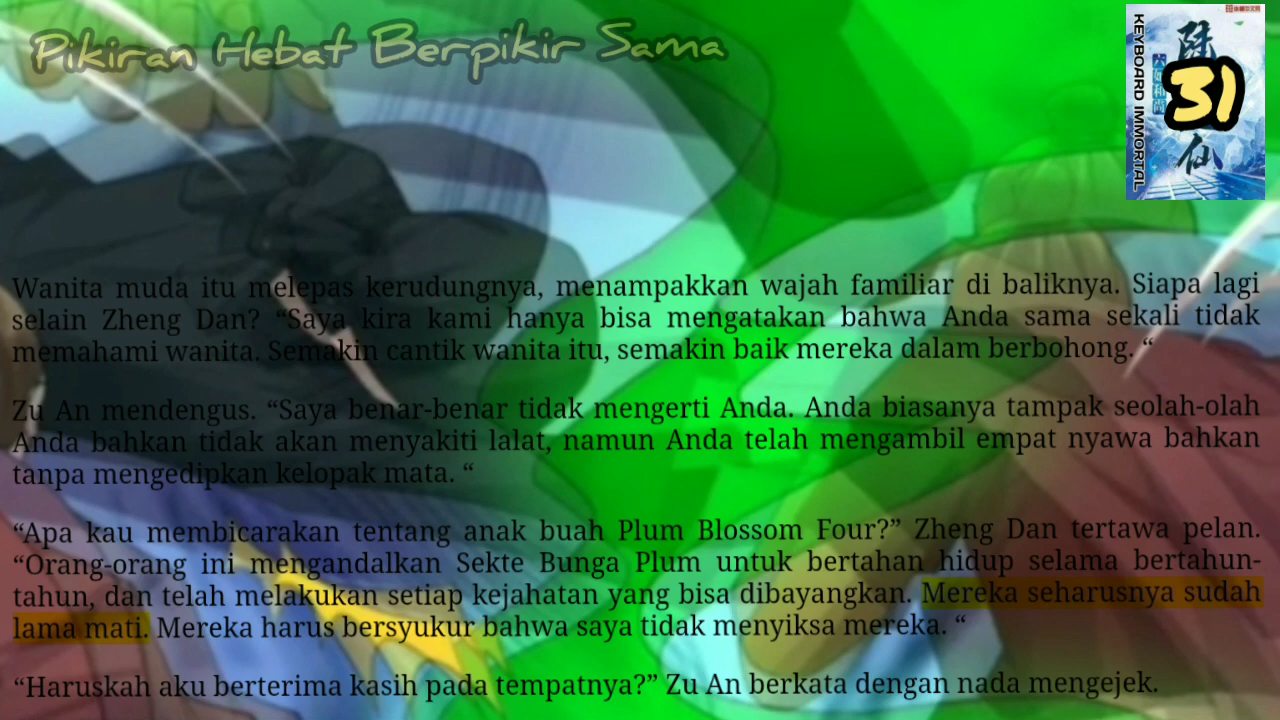 Pikiran Hebat Berpikir Sama
KEYBOARD IMMORTAL
陆
仙
31
Wanita muda itu melepas kerudungnya, menampakkan wajah familiar di baliknya. Siapa lagi
selain Zheng Dan? “Saya kira kami hanya bisa mengatakan bahwa Anda sama sekali tidak
memahami wanita. Semakin cantik wanita itu, semakin baik mereka dalam berbohong. “
Zu An mendengus. “Saya benar-benar tidak mengerti Anda. Anda biasanya tampak seolah-olah
Anda bahkan tidak akan menyakiti lalat, namun Anda telah mengambil empat nyawa bahkan
tanpa mengedipkan kelopak mata. “
“Apa kau membicarakan tentang anak buah Plum Blossom Four?” Zheng Dan tertawa pelan.
“Orang-orang ini mengandalkan Sekte Bunga Plum untuk bertahan hidup selama bertahun-
tahun, dan telah melakukan setiap kejahatan yang bisa dibayangkan. Mereka seharusnya sudah
lama mati. Mereka harus bersyukur bahwa saya tidak menyiksa mereka. “
“Haruskah aku berterima kasih pada tempatnya?” Zu An berkata dengan nada mengejek.